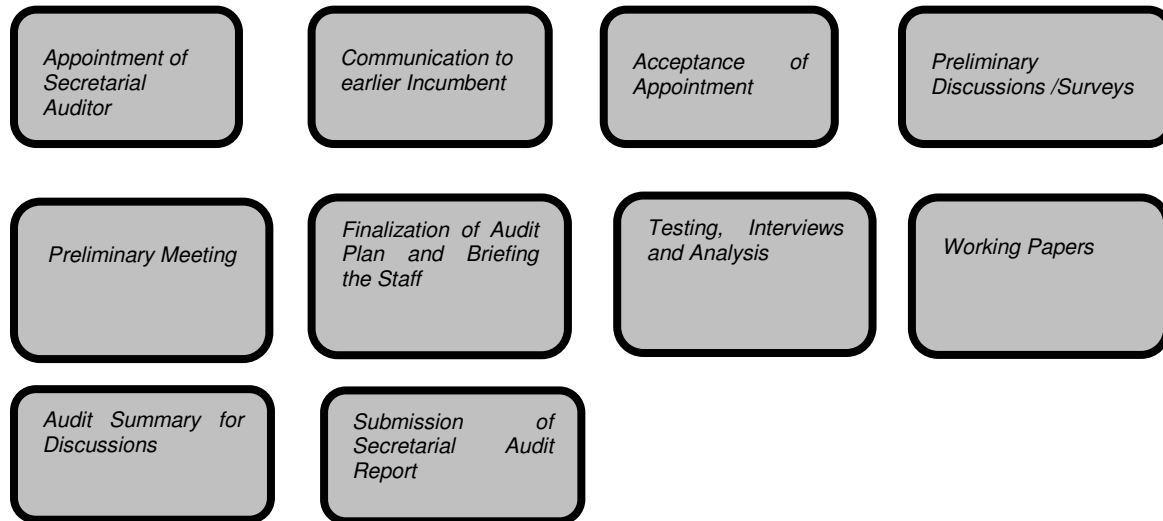 Appointment of
Secretarial
Auditor
Communication to
earlier Incumbent
Acceptance of
Appointment
Preliminary
Discussions /Surveys
Preliminary Meeting
Finalization of Audit
Plan and Briefing
the Staff
Testing, Interviews
and Analysis
Working Papers
Audit Summary for
Discussions
Submission of
Secretarial Audit
Report